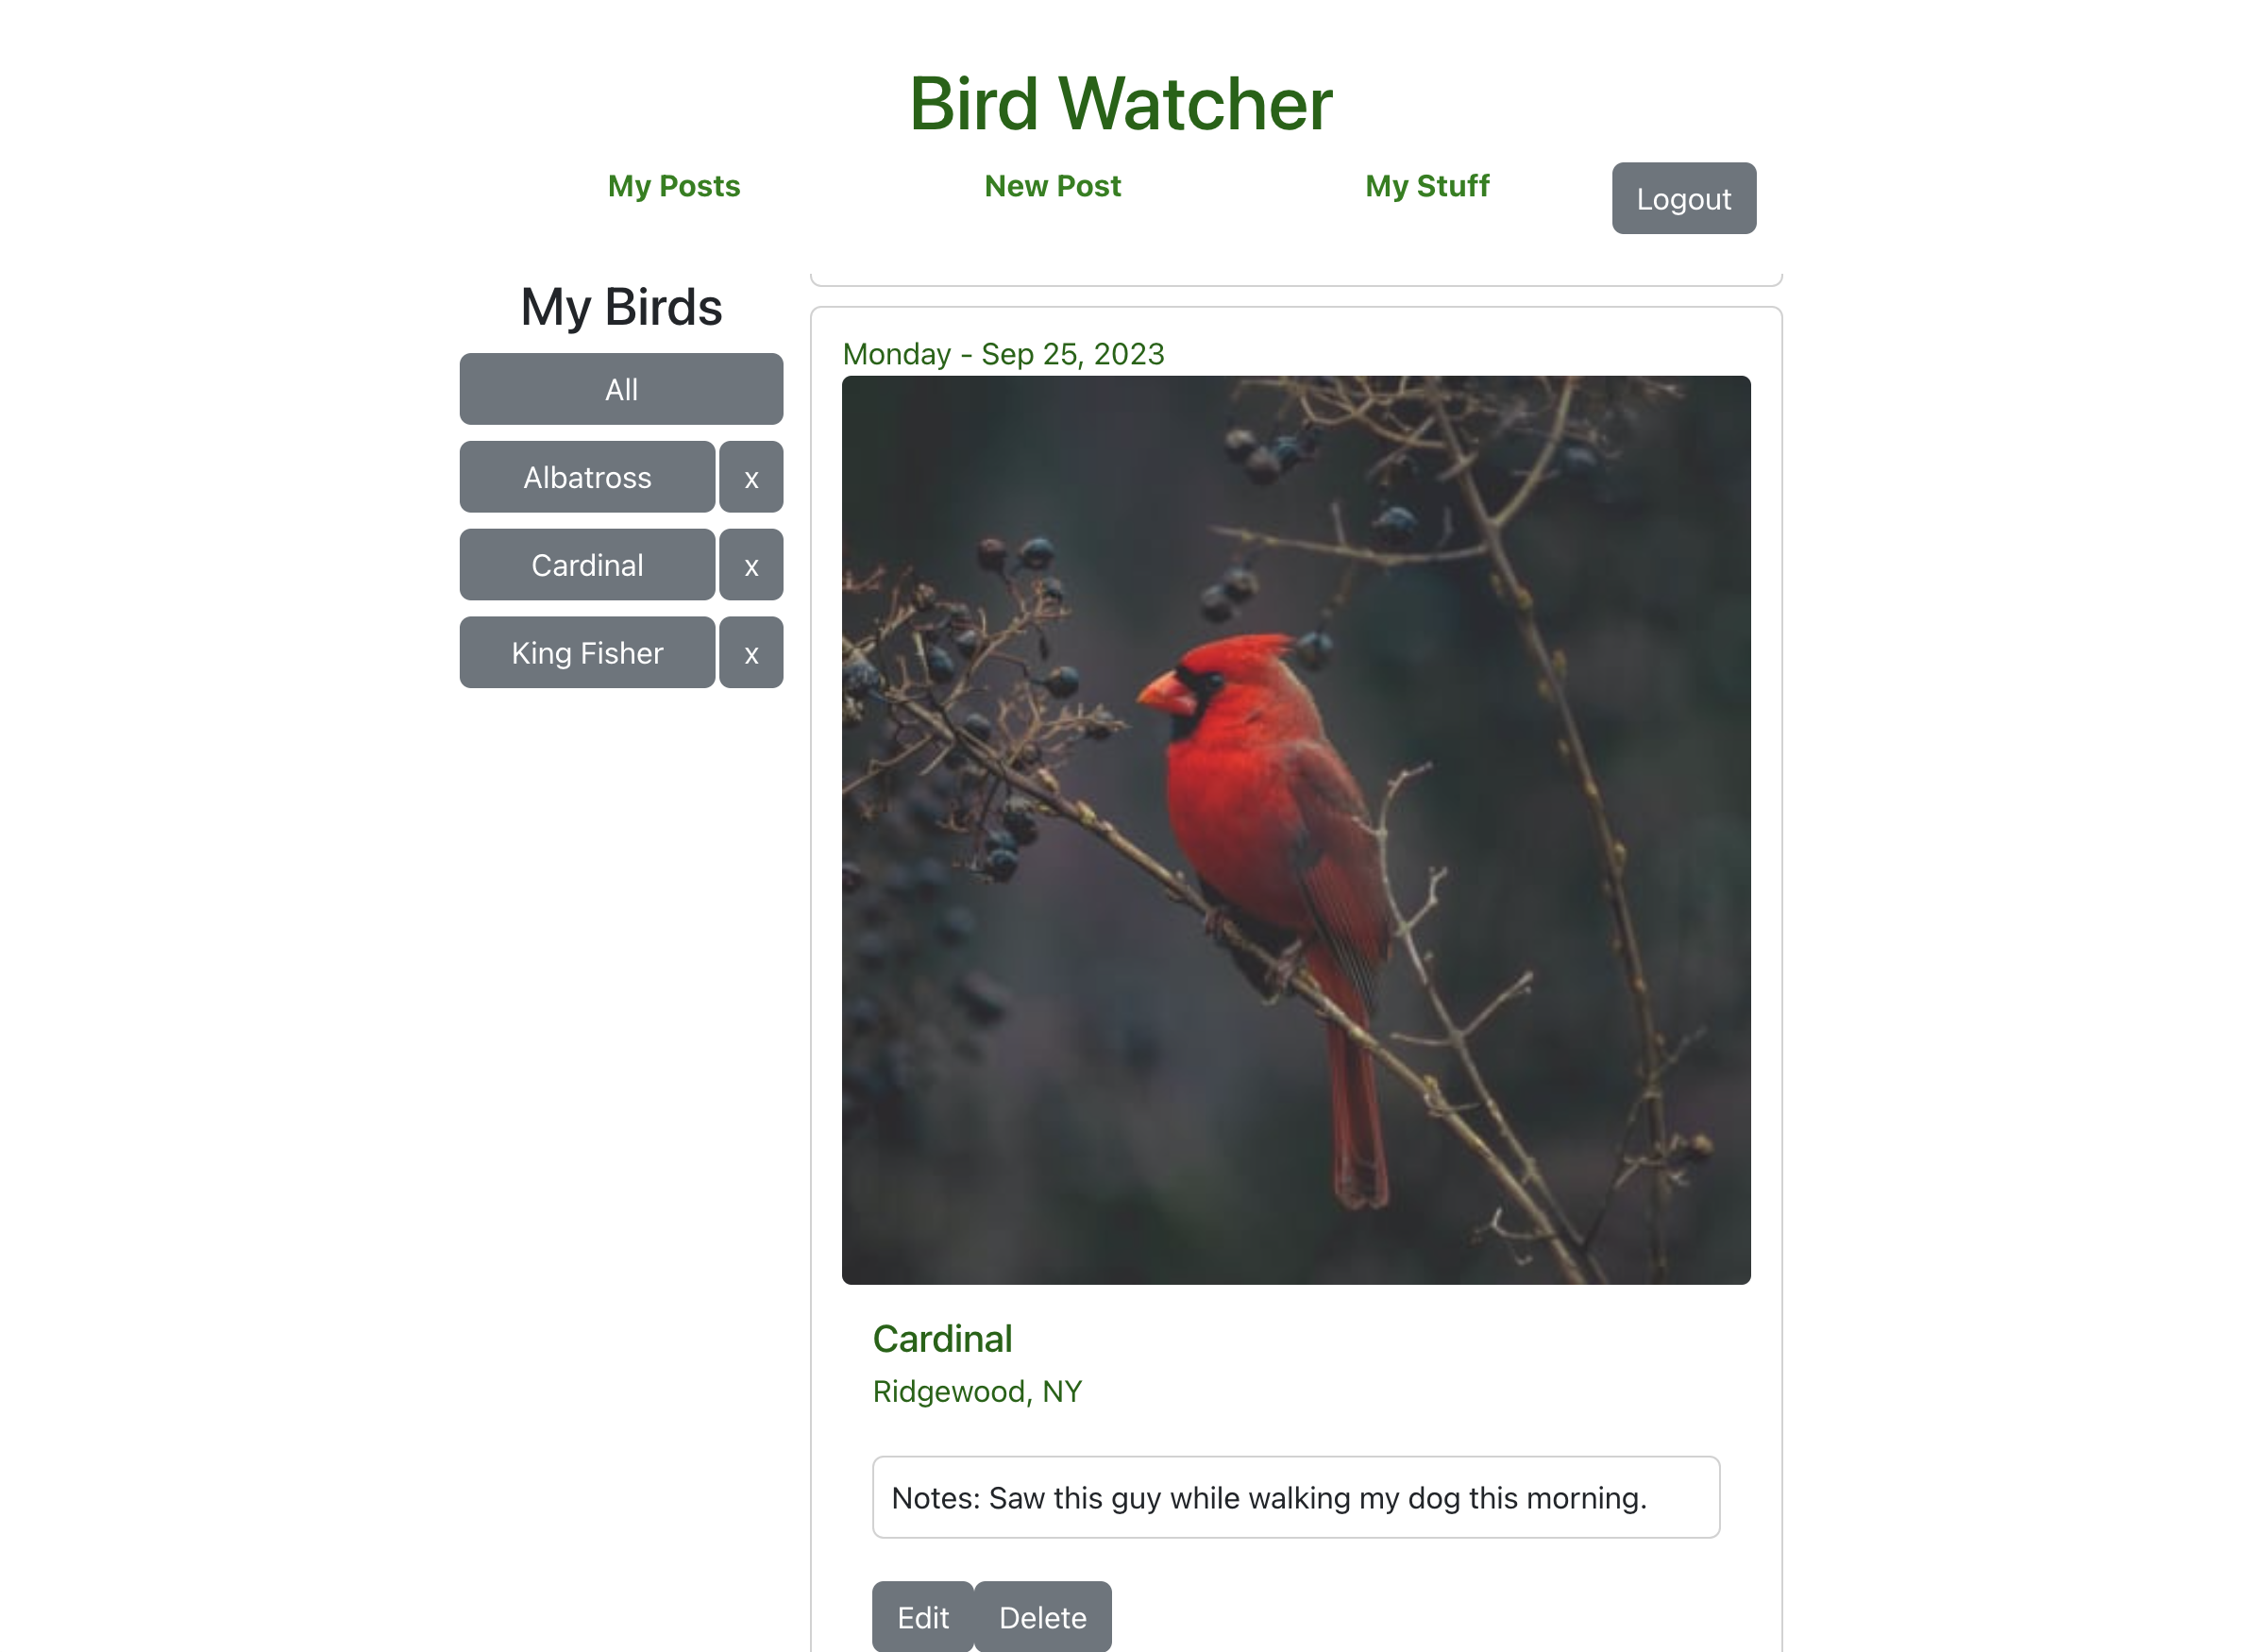 Bird Watcher
My Posts
New Post
My Stuff
Logout
My Birds
All
Albatross x
Cardinal x
King Fisher x
Monday - Sep 25, 2023
Cardinal
Ridgewood, NY
Notes: Saw this guy while walking my dog this morning.
Edit
Delete